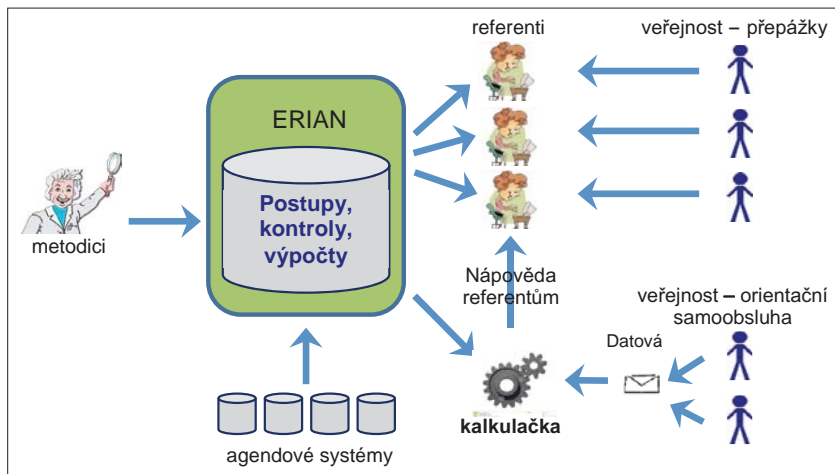 referenti
veřejnost – přepážky
ERIAN
Postupy,
kontroly,
výpočty
metodici
Nápověda
referentům
veřejnost – orientační
samoobsluha
Datová
kalkulačka
agendové systémy